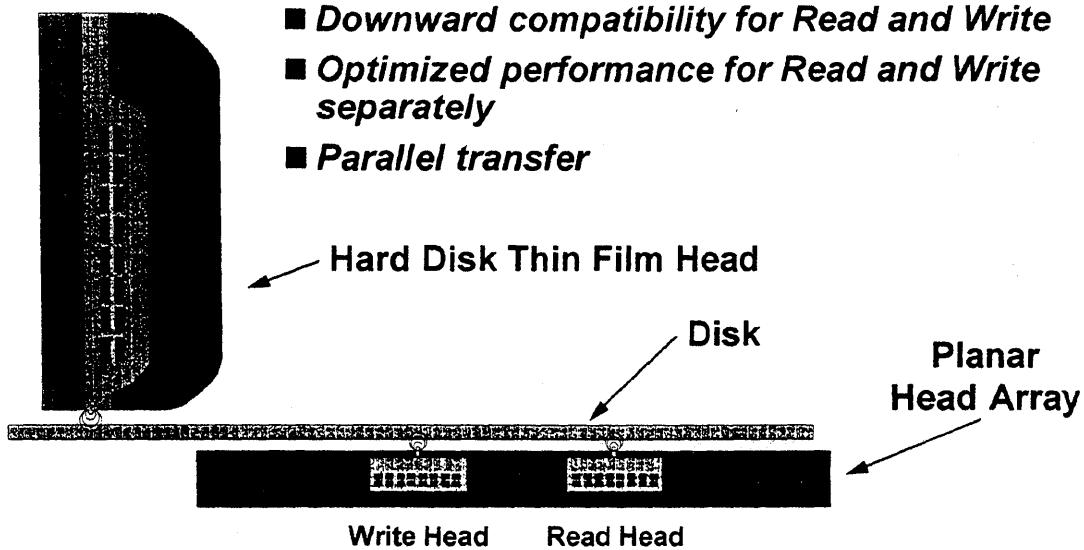 ■ Downward compatibility for Read and Write
■ Optimized performance for Read and Write
separately
■ Parallel transfer
Hard Disk Thin Film Head
Disk
Planar
Head Array
Write Head
Read Head